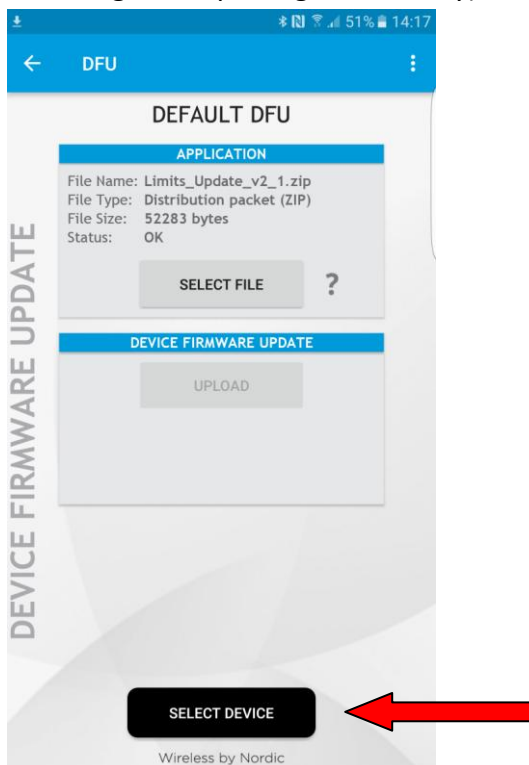 51% 14:17
DFU
DEFAULT DFU
APPLICATION
File Name: Limits_Update_v2_1.zip
File Type: Distribution packet (ZIP)
File Size: 52283 bytes
Status: OK
SELECT FILE ?
DEVICE FIRMWARE UPDATE
UPLOAD
DEVICE FIRMWARE UPDATE
SELECT DEVICE
Wireless by Nordic